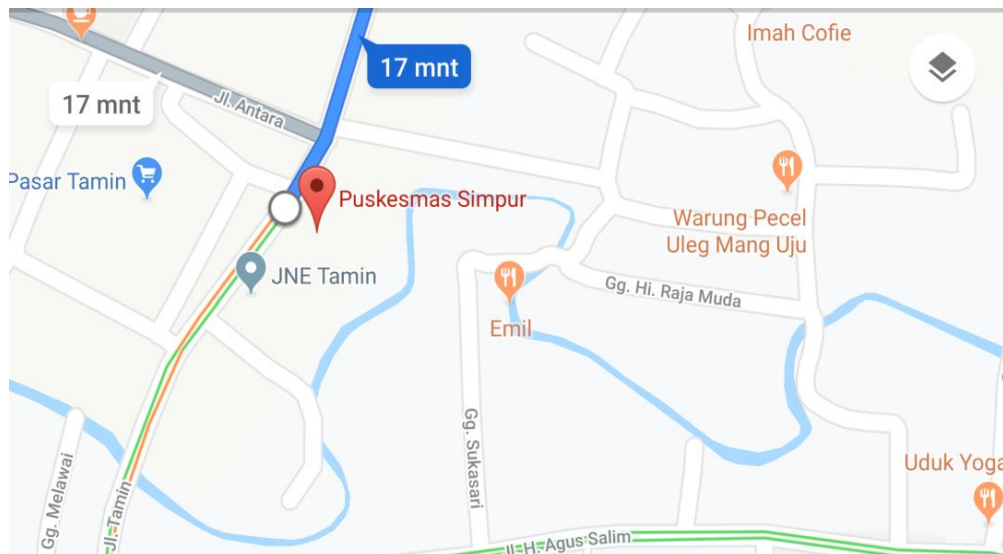 Imah Cofie
17 mnt
17 mnt
Jl. Antara
Pasar Tamin
Puskesmas Simpur
Warung Pecel
Uleg Mang Uju
JNE Tamin
Gg. Hi. Raja Muda
Emil
Gg. Sukasari
Uduk Yoga
Gg. Melawai
Jl. Tamin
Jl. H. Agus Salim